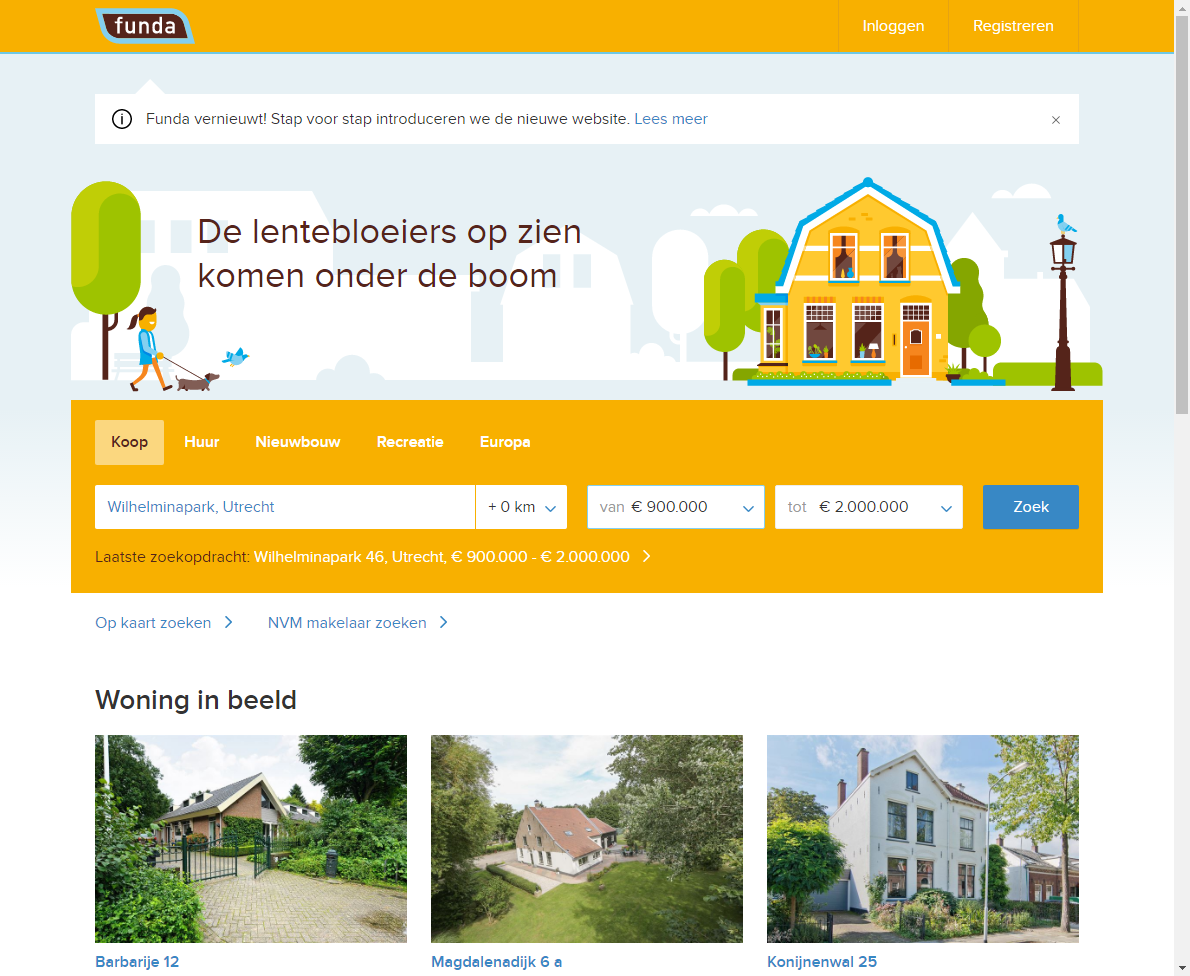 funda
Inloggen
Registreren
Funda vernieuwt! Stap voor stap introduceren we de nieuwe website. Lees meer
De lentebloeiers op zien
komen onder de boom
Koop
Huur
Nieuwbouw
Recreatie
Europa
Wilhelminapark, Utrecht
+ 0 km
van € 900.000
tot € 2.000.000
Zoek
Laatste zoekopdracht: Wilhelminapark 46, Utrecht, € 900.000 - € 2.000.000
Op kaart zoeken
NVM makelaar zoeken
Woning in beeld
Barbarije 12
Magdalenadijk 6 a
Konijnenwal 25